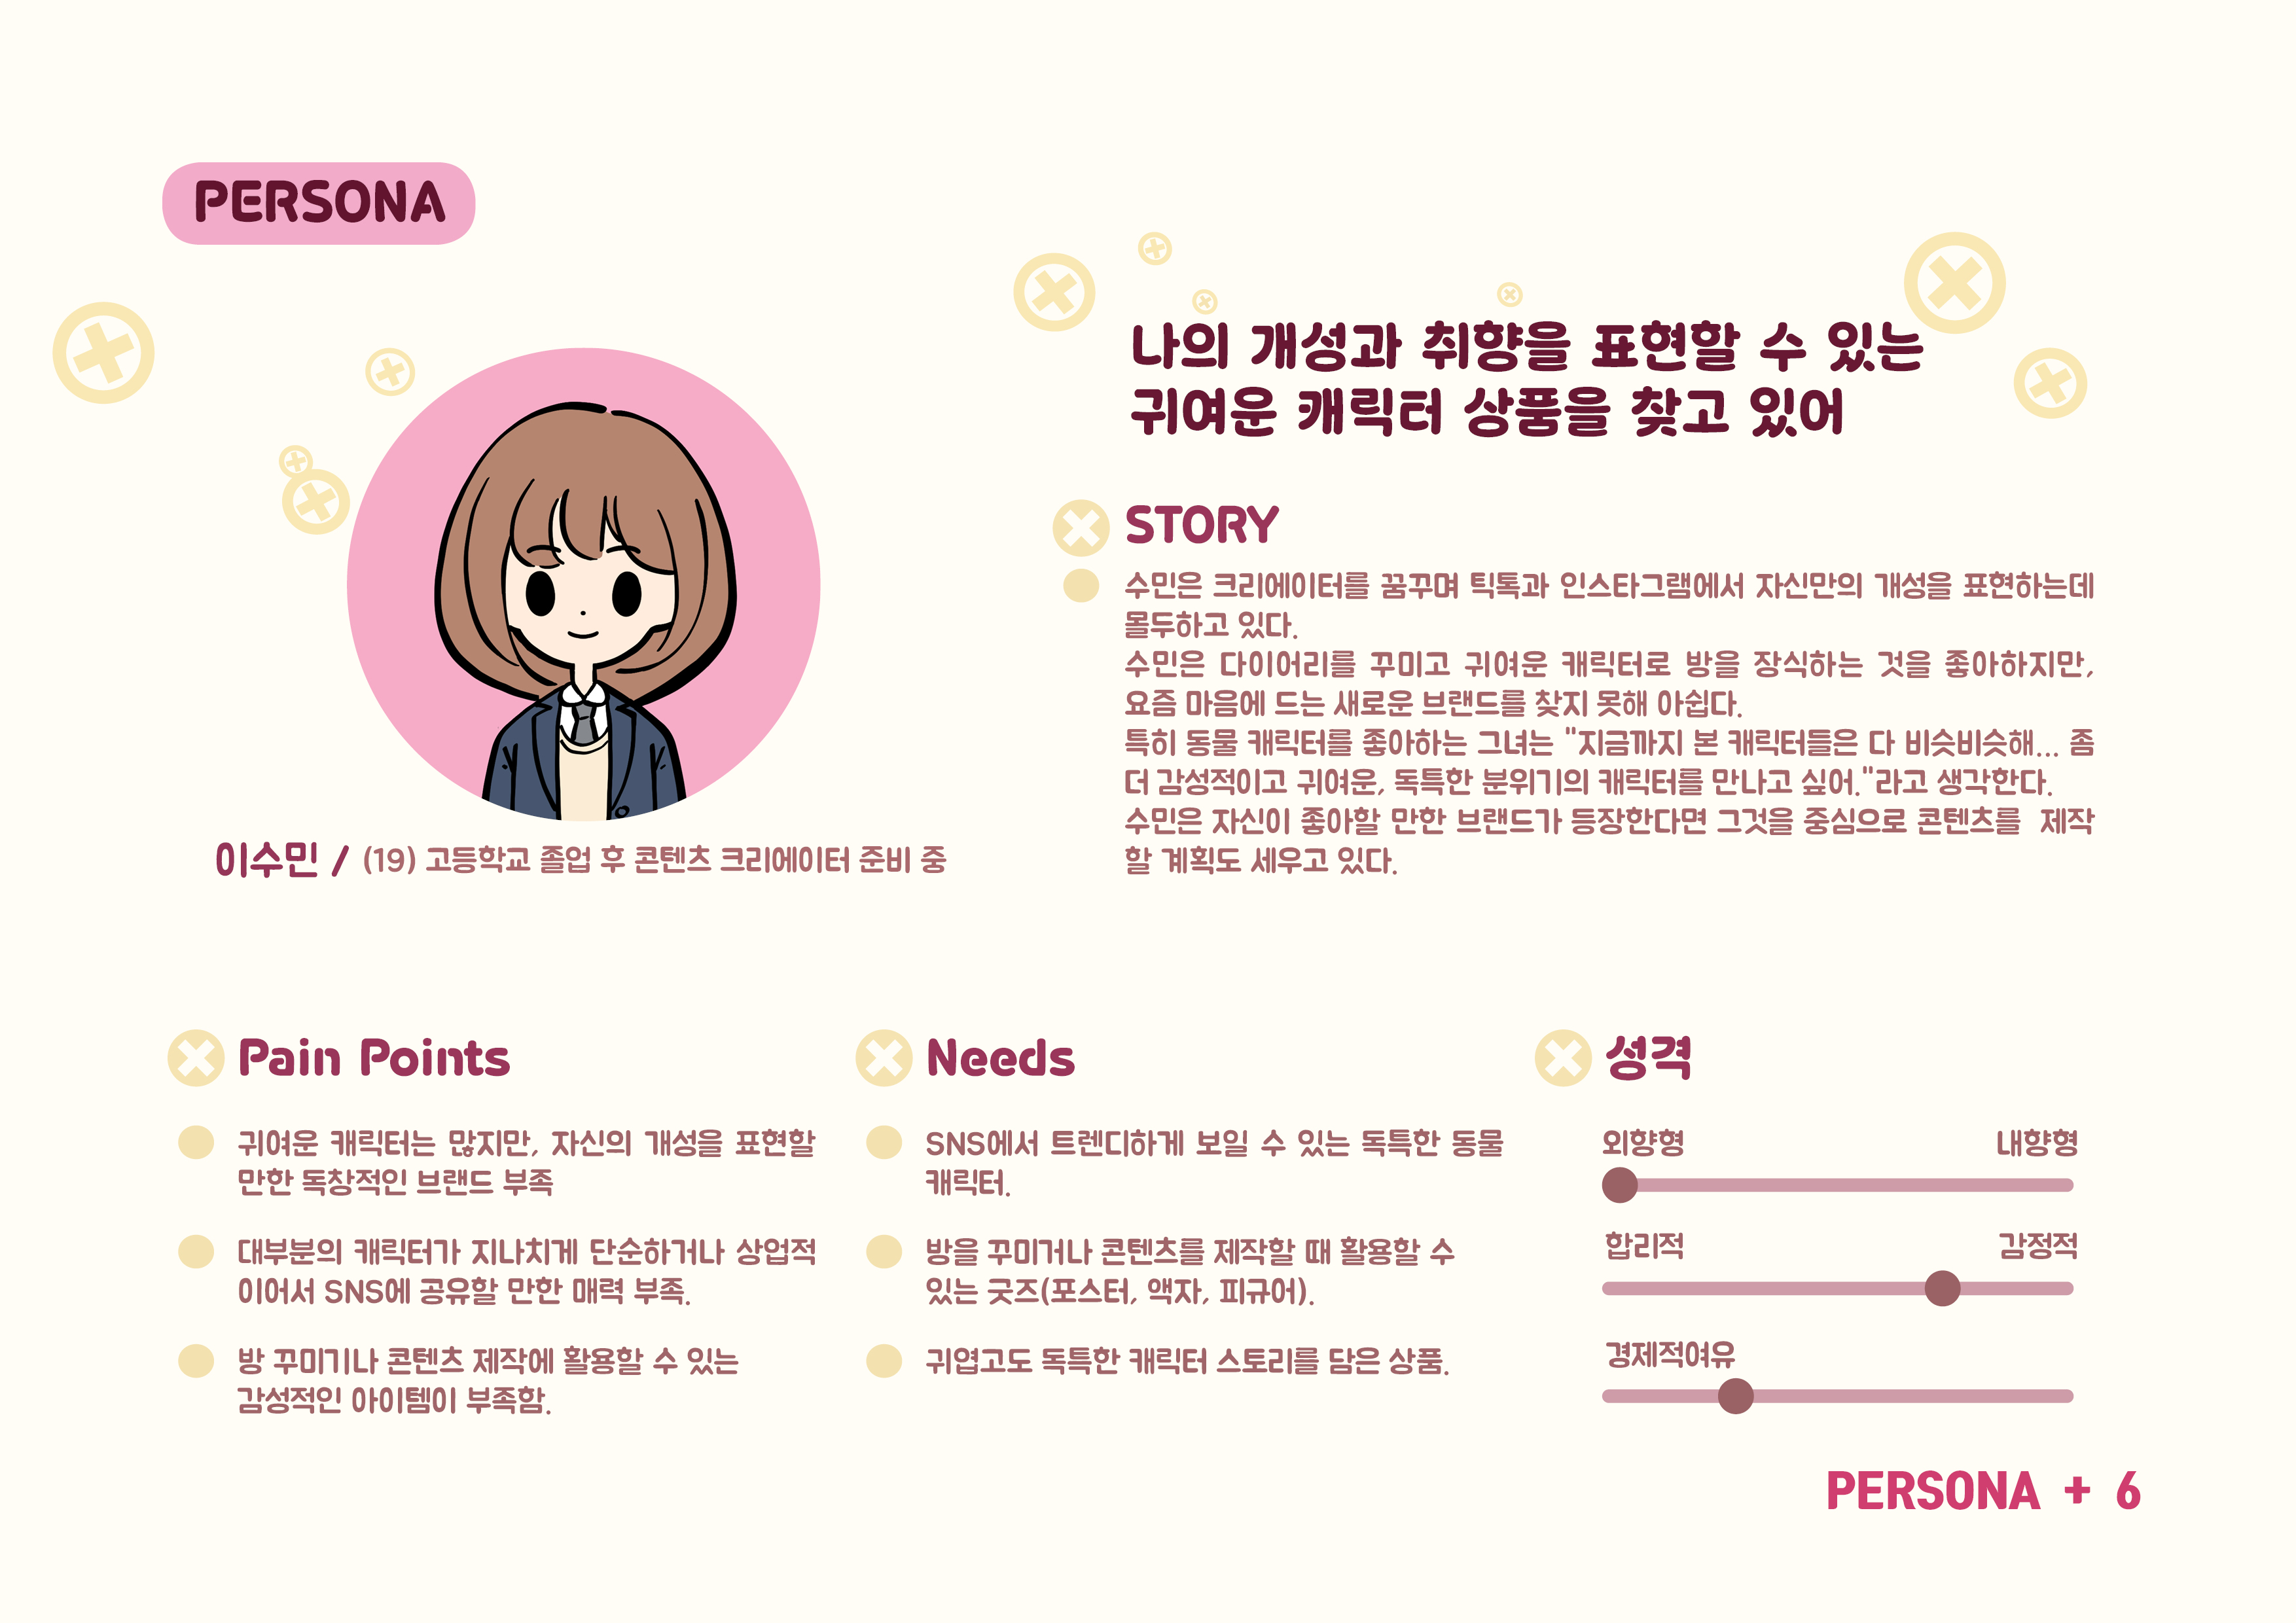 PERSONA
나의 개성과 취향을 표현할 수 있는
귀여운 캐릭터 상품을 찾고 있어
STORY
수민은 크리에이터를 꿈꾸며 틱톡과 인스타그램에서 자신만의 개성을 표현하는데
몰두하고 있다.
수민은 다이어리를 꾸미고 귀여운 캐릭터로 방을 장식하는 것을 좋아하지만,
요즘 마음에 드는 새로운 브랜드를 찾지 못해 아쉽다.
특히 동물 캐릭터를 좋아하는 그녀는 "지금까지 본 캐릭터들은 다 비슷비슷해... 좀
더 감성적이고 귀여운, 독특한 분위기의 캐릭터를 만나고 싶어."라고 생각한다.
수민은 자신이 좋아할 만한 브랜드가 등장한다면 그것을 중심으로 콘텐츠를 제작
할 계획도 세우고 있다.
이수민 / (19) 고등학교 졸업 후 콘텐츠 크리에이터 준비 중
Pain Points
귀여운 캐릭터는 많지만, 자신의 개성을 표현할
만한 독창적인 브랜드 부족
대부분의 캐릭터가 지나치게 단순하거나 상업적
이어서 SNS에 공유할 만한 매력 부족.
방 꾸미기나 콘텐츠 제작에 활용할 수 있는
감성적인 아이템이 부족함.
Needs
SNS에서 트렌디하게 보일 수 있는 독특한 동물
캐릭터.
방을 꾸미거나 콘텐츠를 제작할 때 활용할 수
있는 굿즈(포스터, 액자, 피규어).
귀엽고도 독특한 캐릭터 스토리를 담은 상품.
성격
외향형 내향형
합리적 감정적
경제적여유
PERSONA + 6